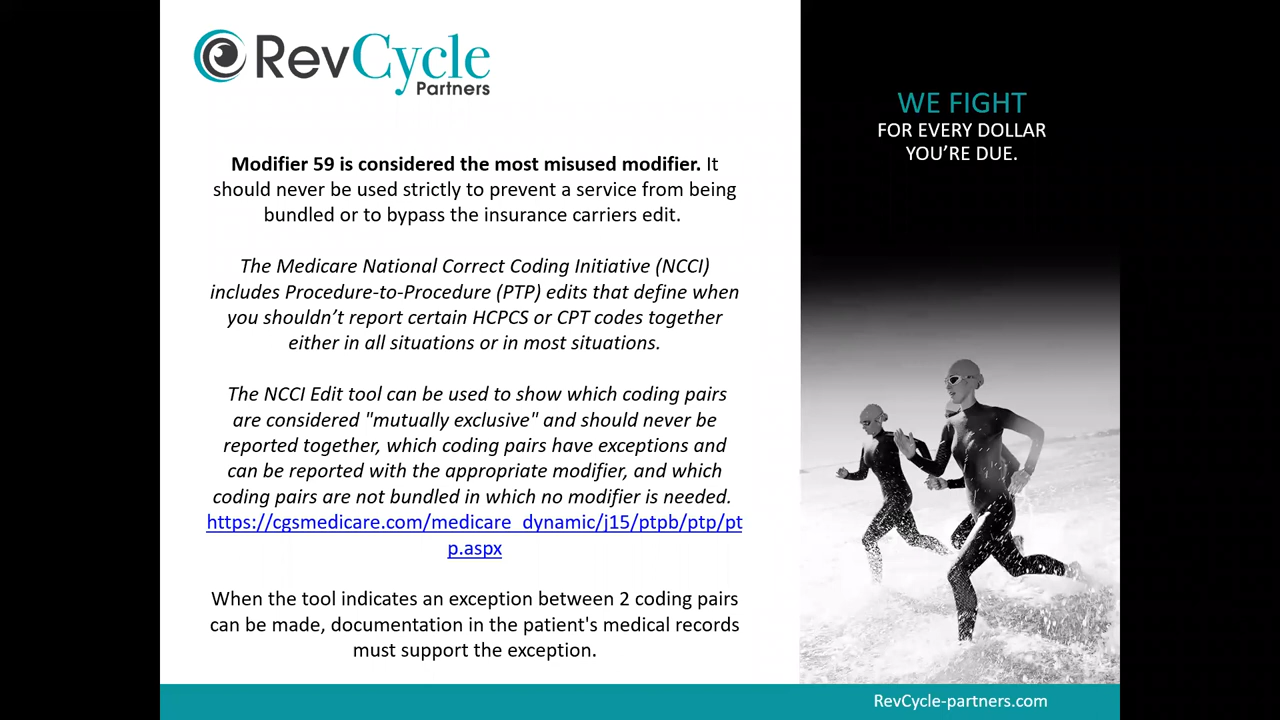 RevCycle
Partners
Modifier 59 is considered the most misused modifier. It
should never be used strictly to prevent a service from being
bundled or to bypass the insurance carriers edit.
The Medicare National Correct Coding Initiative (NCCI)
includes Procedure-to-Procedure (PTP) edits that define when
you shouldn’t report certain HCPCS or CPT codes together
either in all situations or in most situations.
The NCCI Edit tool can be used to show which coding pairs
are considered "mutually exclusive" and should never be
reported together, which coding pairs have exceptions and
can be reported with the appropriate modifier, and which
coding pairs are not bundled in which no modifier is needed.
https://cgsmedicare.com/medicare_dynamic/j15/ptpb/ptp/pt
p.aspx
When the tool indicates an exception between 2 coding pairs
can be made, documentation in the patient's medical records
must support the exception.
WE FIGHT
FOR EVERY DOLLAR
YOU’RE DUE.
RevCycle-partners.com